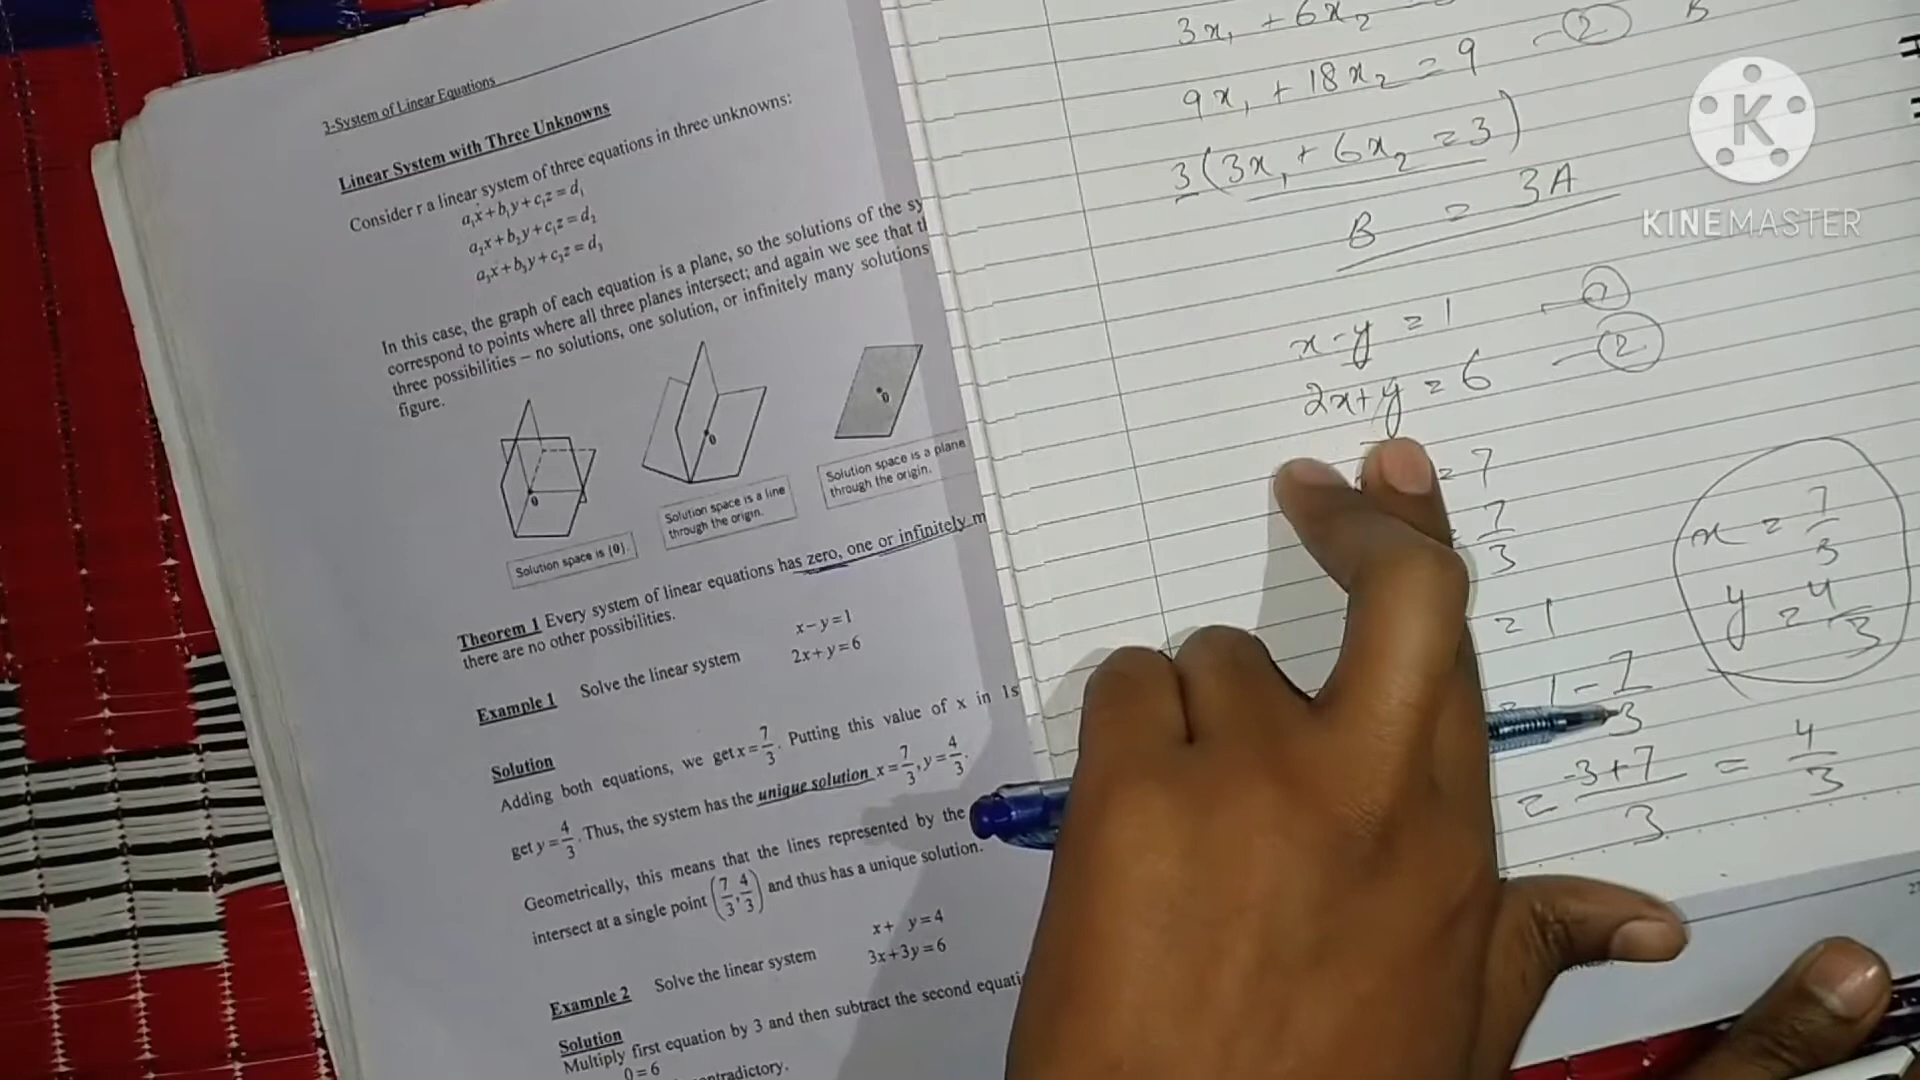 3-System of Linear Equations
Linear System with Three Unknowns
Consider r a linear system of three equations in three unknowns:
a₁x + b₁y + c₁z = d₁
a₂x + b₂y + c₂z = d₂
a₃x + b₃y + c₃z = d₃
In this case, the graph of each equation is a plane, so the solutions of the sy
correspond to points where all three planes intersect; and again we see that t
three possibilities – no solutions, one solution, or infinitely many solutions
figure.
0
0
0
Solution space is {0}.
Solution space is a line
through the origin.
Solution space is a plane
through the origin.
Theorem 1 Every system of linear equations has zero, one or infinitely m
there are no other possibilities.
Example 1 Solve the linear system
x − y = 1
2x + y = 6
Solution
Adding both equations, we get x = 7/3. Putting this value of x in 1s
get y = 4/3. Thus, the system has the unique solution x = 7/3, y = 4/3.
Geometrically, this means that the lines represented by the
intersect at a single point (7/3, 4/3) and thus has a unique solution.
Example 2 Solve the linear system
x + y = 4
3x + 3y = 6
Solution
Multiply first equation by 3 and then subtract the second equati
0 = 6
3x₁ + 6x₂
9x₁ + 18x₂ = 9 – 2
B
3(3x₁ + 6x₂ = 3)
B = 3A
x - y = 1
2x + y = 6 – 2
= 7
= 7/3
= 1
1 - 7/3
= -3+7/3 = 4/3
x = 7/3
y = 4/3
K
KINEMASTER